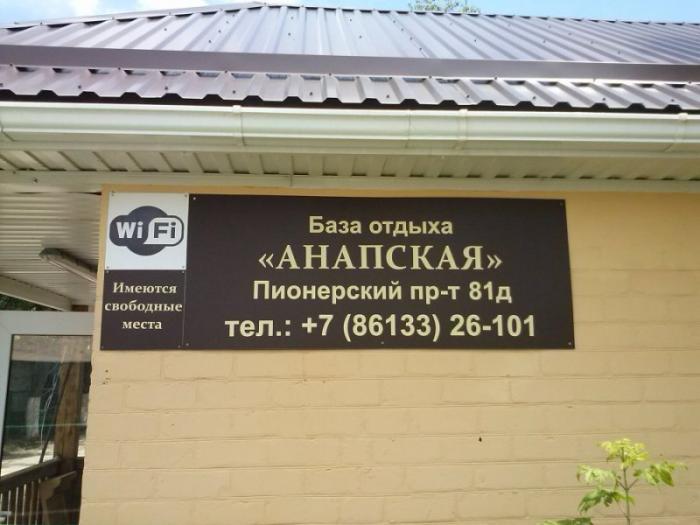 WiFi
Имеются
свободные
места
База отдыха
«АНАПСКАЯ»
Пионерский пр-т 81д
тел.: +7 (86133) 26-101